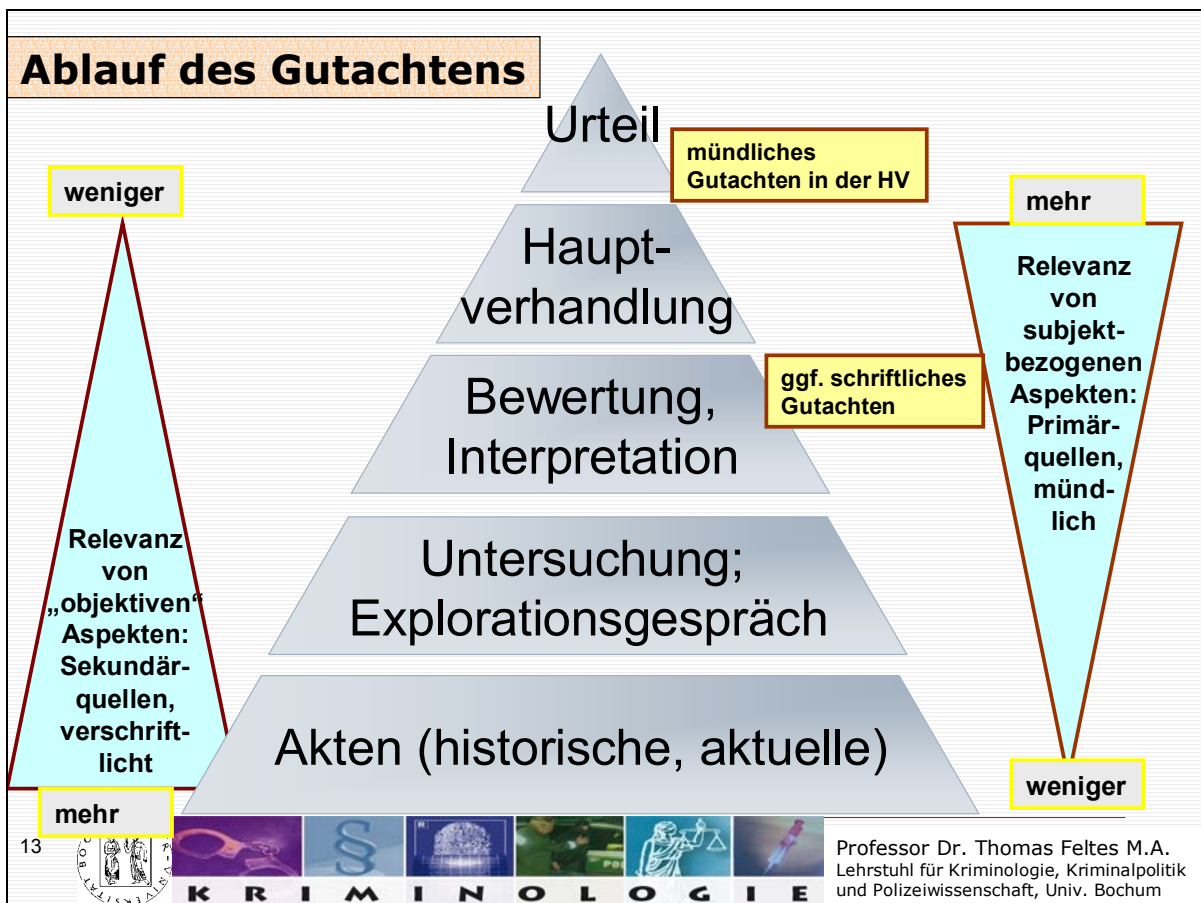 Ablauf des Gutachtens
Urteil
mündliches
Gutachten in der HV
weniger
mehr
Haupt-
verhandlung
Relevanz
von
subjekt-
bezogenen
Aspekten:
Primär-
quellen,
münd-
lich
Bewertung,
Interpretation
ggf. schriftliches
Gutachten
Untersuchung;
Explorationsgespräch
Relevanz
von
„objektiven“
Aspekten:
Sekundär-
quellen,
verschrift-
licht
Akten (historische, aktuelle)
mehr
weniger
13
KRIMINOLOGIE
Professor Dr. Thomas Feltes M.A.
Lehrstuhl für Kriminologie, Kriminalpolitik
und Polizeiwissenschaft, Univ. Bochum